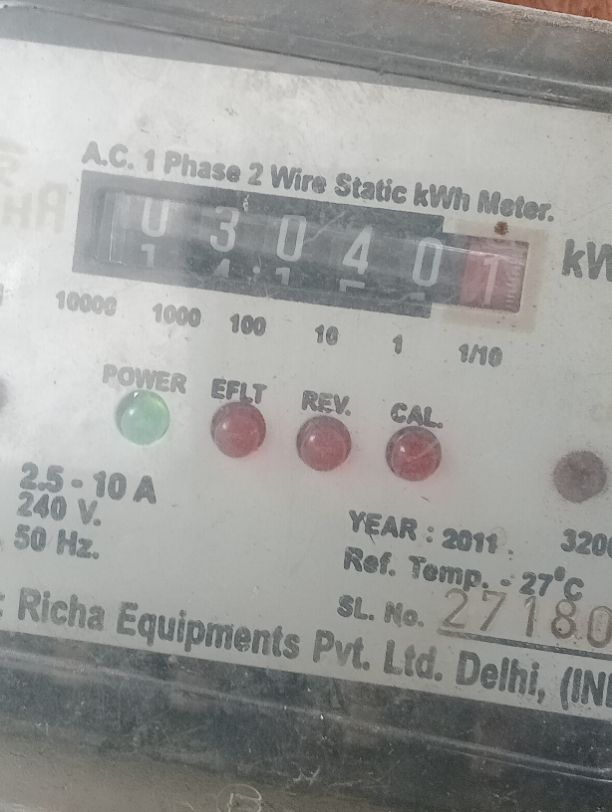 A.C. 1 Phase 2 Wire Static kWh Meter.
0 3 0 4 0 1
10000 1000 100 10 1 1/10
POWER EFLT REV. CAL.
2.5 - 10 A
240 V.
50 Hz.
YEAR : 2011.
Ref. Temp. - 27°C
SL. No. 27180
Richa Equipments Pvt. Ltd. Delhi,